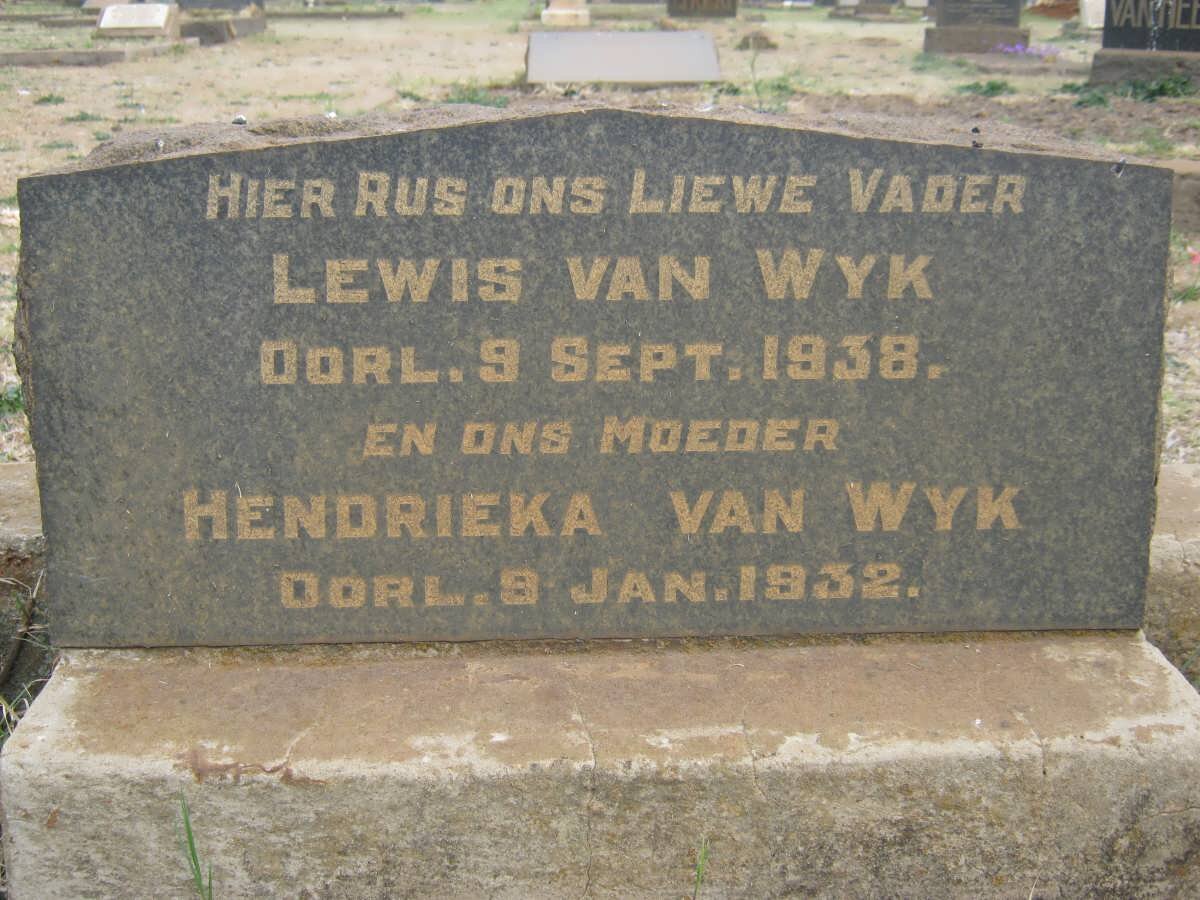 Hier Rus ons Liewe Vader
Lewis van Wyk
Oorl. 9 Sept. 1938.
en ons Moeder
Hendrieka van Wyk
Oorl. 8 Jan. 1932.